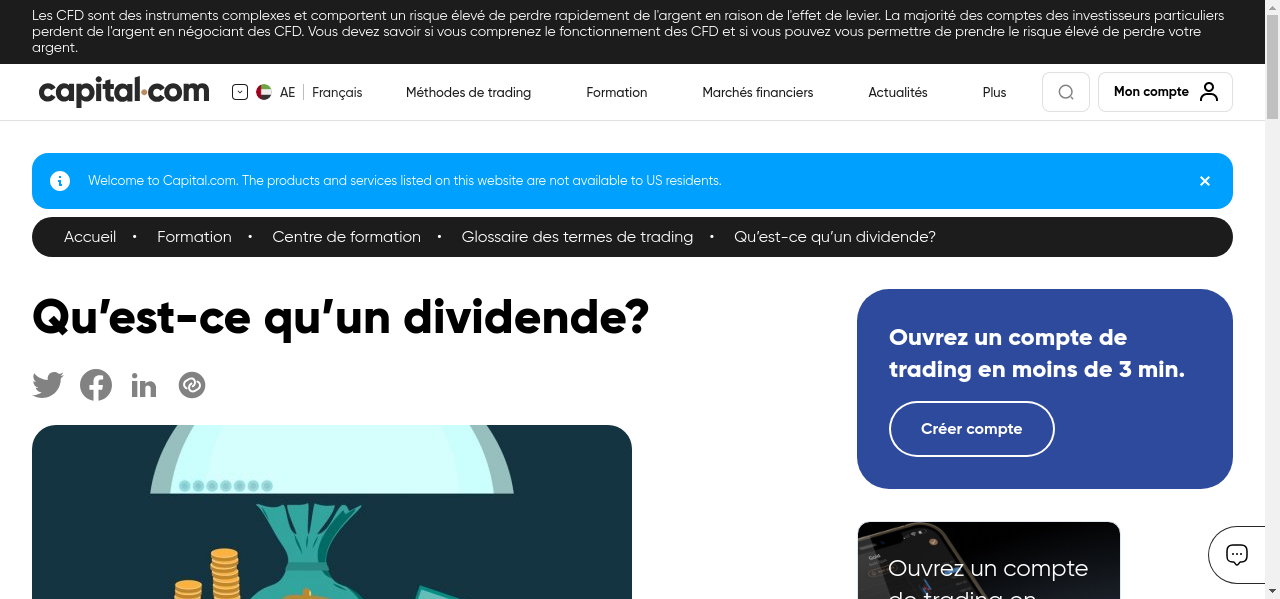 Les CFD sont des instruments complexes et comportent un risque élevé de perdre rapidement de l'argent en raison de l'effet de levier. La majorité des comptes des investisseurs particuliers
perdent de l'argent en négociant des CFD. Vous devez savoir si vous comprenez le fonctionnement des CFD et si vous pouvez vous permettre de prendre le risque élevé de perdre votre
argent.
capital.com AE Français Méthodes de trading Formation Marchés financiers Actualités Plus Mon compte
Welcome to Capital.com. The products and services listed on this website are not available to US residents.
Accueil • Formation • Centre de formation • Glossaire des termes de trading • Qu’est-ce qu’un dividende?
Qu’est-ce qu’un dividende?
Ouvrez un compte de
trading en moins de 3 min.
Créer compte
Ouvrez un compte
de trading en